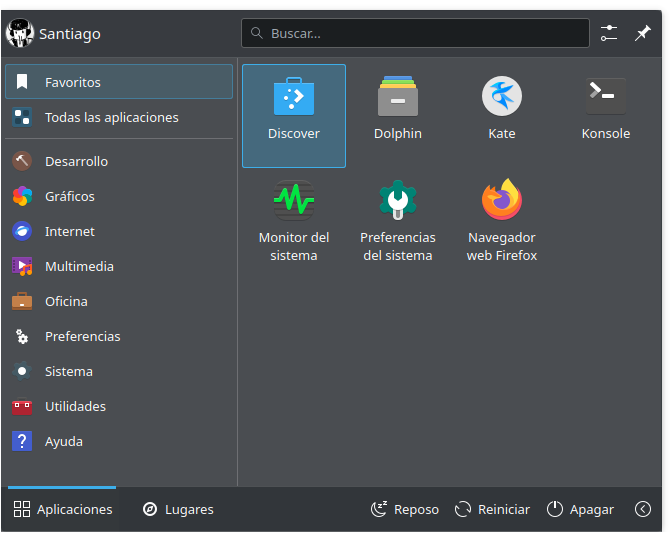 Santiago
Buscar...
Favoritos
Todas las aplicaciones
Desarrollo
Gráficos
Internet
Multimedia
Oficina
Preferencias
Sistema
Utilidades
?
Ayuda
Discover
Dolphin
Kate
Konsole
Monitor del
sistema
Preferencias
del sistema
Navegador
web Firefox
Aplicaciones
Lugares
Reposo
Reiniciar
Apagar